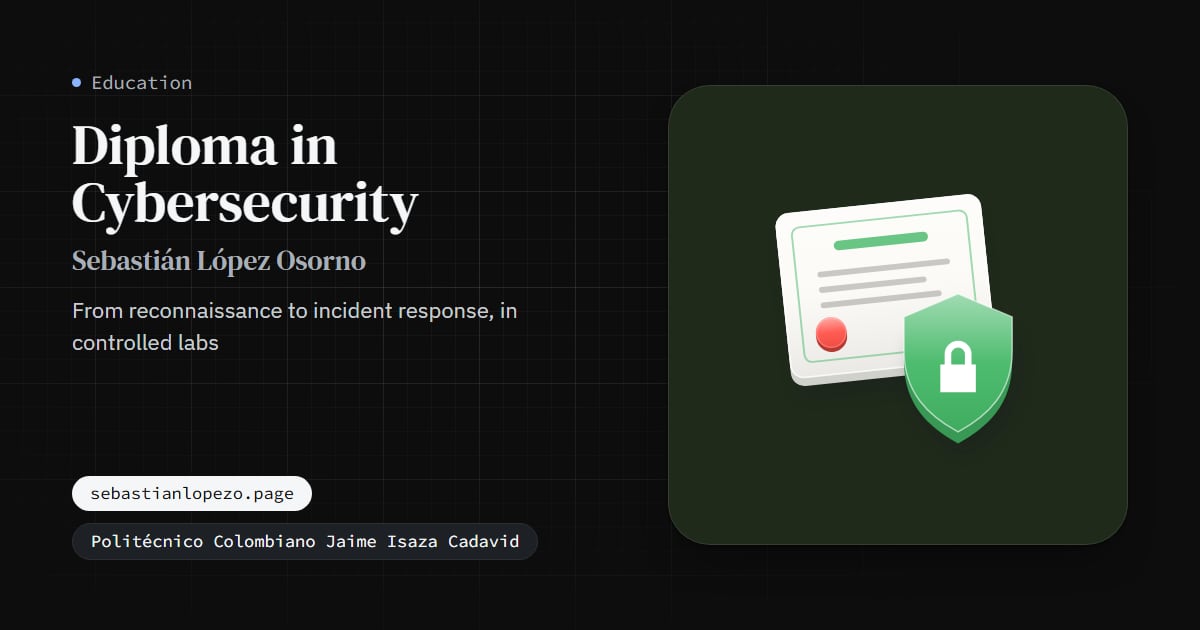 Education
Diploma in
Cybersecurity
Sebastián López Osorno
From reconnaissance to incident response, in
controlled labs
sebastianlopezo.page
Politécnico Colombiano Jaime Isaza Cadavid